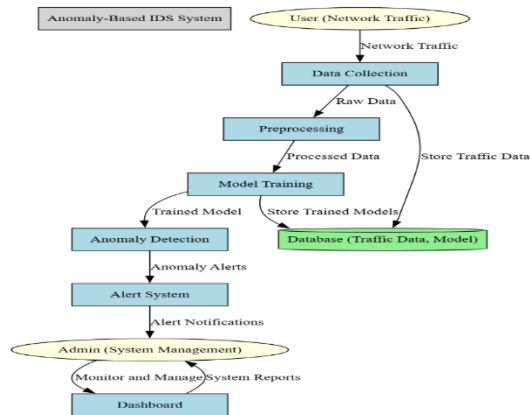 Anomaly-Based IDS System
User (Network Traffic)
Network Traffic
Data Collection
Raw Data
Preprocessing
Processed Data
Store Traffic Data
Model Training
Trained Model
Store Trained Models
Anomaly Detection
Database (Traffic Data, Model)
Anomaly Alerts
Alert System
Alert Notifications
Admin (System Management)
Monitor and Manage
System Reports
Dashboard